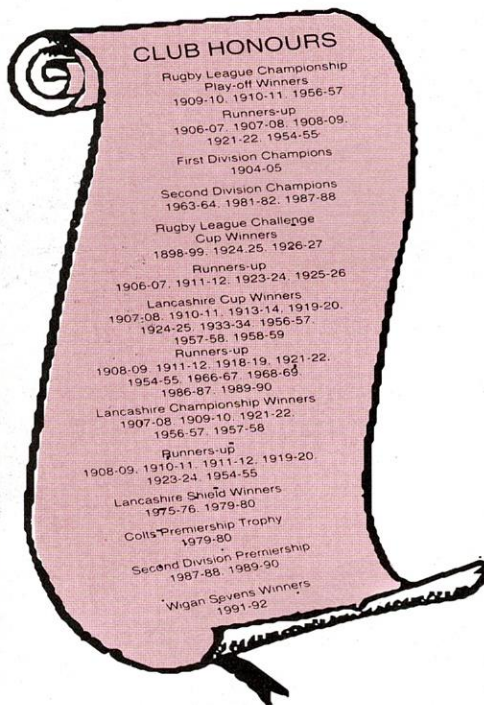 CLUB HONOURS
Rugby League Championship
Play-off Winners
1909-10. 1910-11. 1956-57
Runners-up
1906-07. 1907-08. 1908-09.
1921-22. 1954-55
First Division Champions
1904-05
Second Division Champions
1963-64. 1981-82. 1987-88
Rugby League Challenge
Cup Winners
1898-99. 1924.25. 1926-27
Runners-up
1906-07. 1911-12. 1923-24. 1925-26
Lancashire Cup Winners
1907-08. 1910-11. 1913-14. 1919-20.
1924-25. 1933-34. 1956-57.
1957-58. 1958-59
Runners-up
1908-09. 1911-12. 1918-19. 1921-22.
1954-55. 1966-67. 1968-69.
1986-87. 1989-90
Lancashire Championship Winners
1907-08. 1909-10. 1921-22.
1956-57. 1957-58
Runners-up
1908-09. 1910-11. 1911-12. 1919-20.
1923-24. 1954-55
Lancashire Shield Winners
1975-76. 1979-80
Colts Premiership Trophy
1979-80
Second Division Premiership
1987-88. 1989-90
Wigan Sevens Winners
1991-92